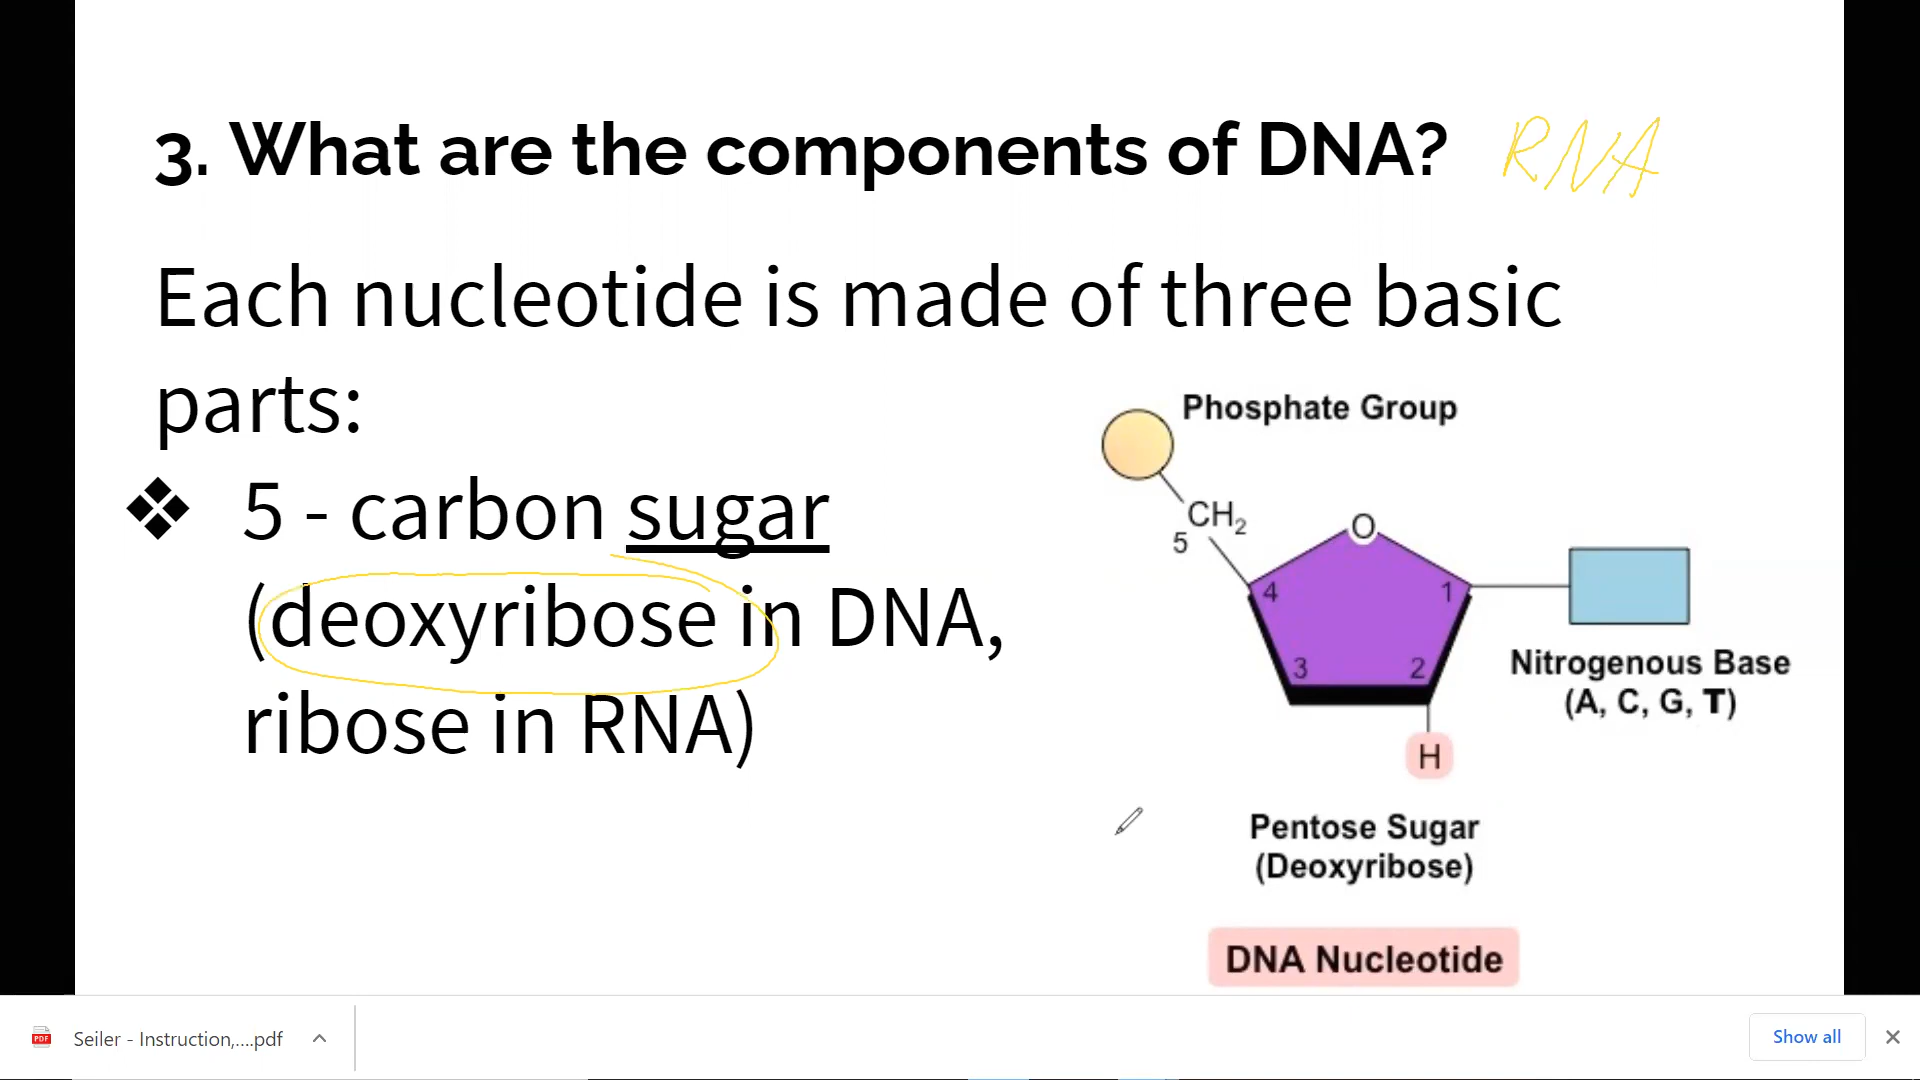 3. What are the components of DNA? RNA
Each nucleotide is made of three basic
parts:
❖ 5 - carbon sugar
(deoxyribose in DNA,
ribose in RNA)
Phosphate Group
CH₂
5
O
4
1
3
2
H
Nitrogenous Base
(A, C, G, T)
Pentose Sugar
(Deoxyribose)
DNA Nucleotide
PDF
Seiler - Instruction,....pdf
Show all